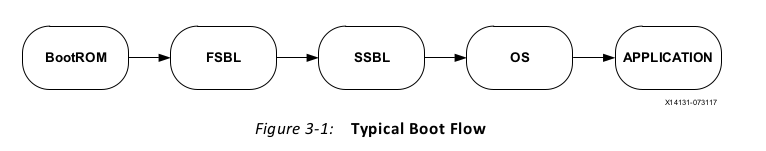 BootROM FSBL SSBL OS APPLICATION
X14131-073117
Figure 3-1: Typical Boot Flow